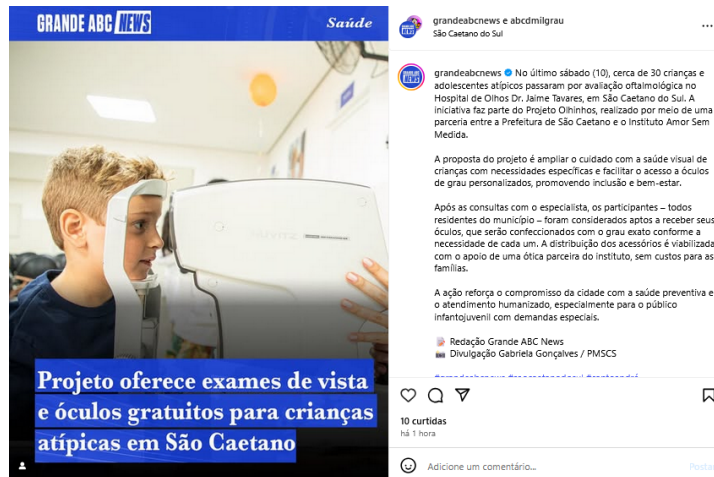 GRANDE ABC NEWS
Saúde
HUVITZ
Projeto oferece exames de vista
e óculos gratuitos para crianças
atípicas em São Caetano
grandeabcnews e abcdmilgrau
São Caetano do Sul
grandeabcnews No último sábado (10), cerca de 30 crianças e
adolescentes atípicos passaram por avaliação oftalmológica no
Hospital de Olhos Dr. Jaime Tavares, em São Caetano do Sul. A
iniciativa faz parte do Projeto Olhinhos, realizado por meio de uma
parceria entre a Prefeitura de São Caetano e o Instituto Amor Sem
Medida.
A proposta do projeto é ampliar o cuidado com a saúde visual de
crianças com necessidades específicas e facilitar o acesso a óculos
de grau personalizados, promovendo inclusão e bem-estar.
Após as consultas com o especialista, os participantes – todos
residentes do município – foram considerados aptos a receber seus
óculos, que serão confeccionados com o grau exato conforme a
necessidade de cada um. A distribuição dos acessórios é viabilizada
com o apoio de uma ótica parceira do instituto, sem custos para as
famílias.
A ação reforça o compromisso da cidade com a saúde preventiva e
o atendimento humanizado, especialmente para o público
infantojuvenil com demandas especiais.
Redação Grande ABC News
Divulgação Gabriela Gonçalves / PMSCS
10 curtidas
há 1 hora
Adicione um comentário...
Postar